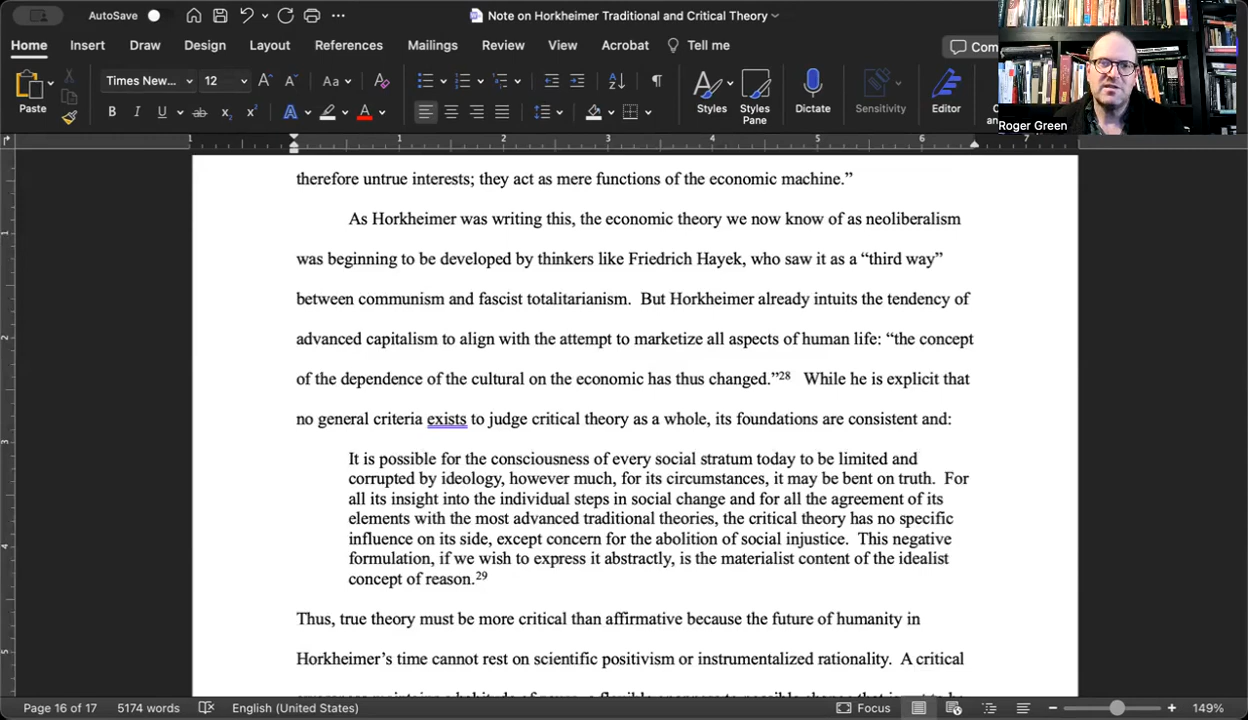 AutoSave
Note on Horkheimer Traditional and Critical Theory
Home Insert Draw Design Layout References Mailings Review View Acrobat Tell me
Paste
Times New... 12
Aa
Styles
Styles Pane
Dictate
Sensitivity
Editor
Roger Green
1 1 2 3 4 5 6 7
therefore untrue interests; they act as mere functions of the economic machine.”
As Horkheimer was writing this, the economic theory we now know of as neoliberalism
was beginning to be developed by thinkers like Friedrich Hayek, who saw it as a “third way”
between communism and fascist totalitarianism. But Horkheimer already intuits the tendency of
advanced capitalism to align with the attempt to marketize all aspects of human life: “the concept
of the dependence of the cultural on the economic has thus changed.”28 While he is explicit that
no general criteria exists to judge critical theory as a whole, its foundations are consistent and:
It is possible for the consciousness of every social stratum today to be limited and
corrupted by ideology, however much, for its circumstances, it may be bent on truth. For
all its insight into the individual steps in social change and for all the agreement of its
elements with the most advanced traditional theories, the critical theory has no specific
influence on its side, except concern for the abolition of social injustice. This negative
formulation, if we wish to express it abstractly, is the materialist content of the idealist
concept of reason.29
Thus, true theory must be more critical than affirmative because the future of humanity in
Horkheimer’s time cannot rest on scientific positivism or instrumentalized rationality. A critical
Page 16 of 17 5174 words English (United States) Focus 149%